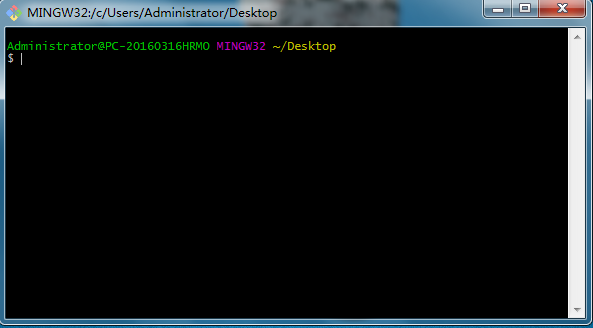 MINGW32:/c/Users/Administrator/Desktop
Administrator@PC-20160316HRMO MINGW32 ~/Desktop
$